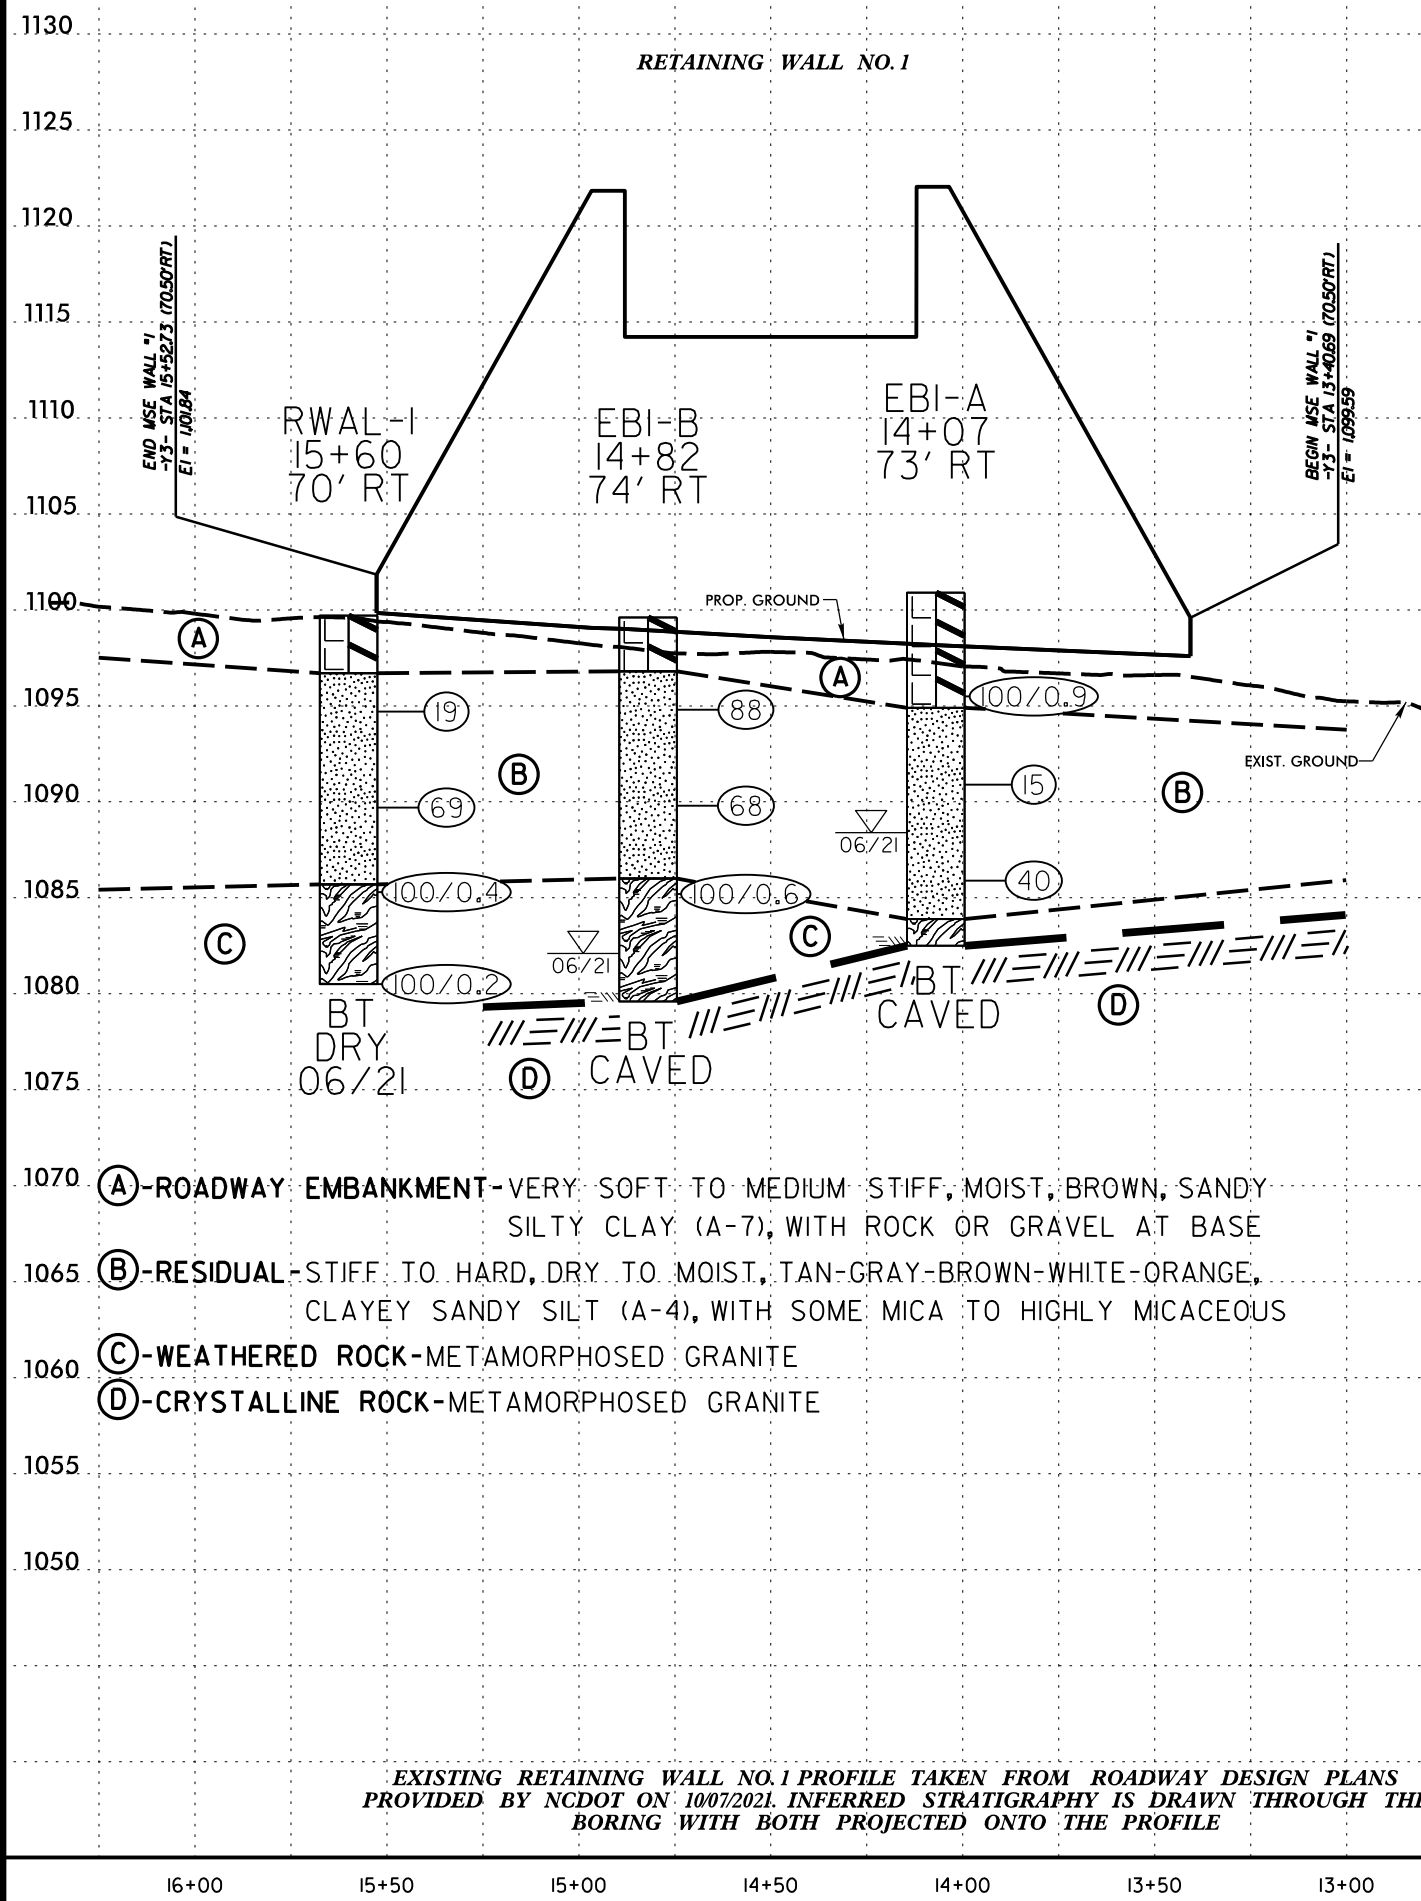 1130
RETAINING WALL NO. 1
1125
1120
1115
1110
1105
1100
1095
1090
1085
1080
1075
1070
1065
1060
1055
1050
END MSE WALL #1
-Y3- STA 15+52.73 (70.50'RT)
El = 1,101.84
BEGIN MSE WALL #1
-Y3- STA 13+40.69 (70.50'RT)
El = 1,099.59
RWAL-1
15+60
70' RT
EB1-B
14+82
74' RT
EB1-A
14+07
73' RT
PROP. GROUND
EXIST. GROUND
A
A
B
B
C
C
D
D
19
69
100/0.4
100/0.2
88
68
100/0.6
100/0.9
15
40
06/21
06/21
BT
DRY
06/21
BT
CAVED
BT
CAVED
A-ROADWAY EMBANKMENT-VERY SOFT TO MEDIUM STIFF, MOIST, BROWN, SANDY
SILTY CLAY (A-7), WITH ROCK OR GRAVEL AT BASE
B-RESIDUAL-STIFF TO HARD, DRY TO MOIST, TAN-GRAY-BROWN-WHITE-ORANGE,
CLAYEY SANDY SILT (A-4), WITH SOME MICA TO HIGHLY MICACEOUS
C-WEATHERED ROCK-METAMORPHOSED GRANITE
D-CRYSTALLINE ROCK-METAMORPHOSED GRANITE
EXISTING RETAINING WALL NO. 1 PROFILE TAKEN FROM ROADWAY DESIGN PLANS
PROVIDED BY NCDOT ON 10/07/2021. INFERRED STRATIGRAPHY IS DRAWN THROUGH
BORING WITH BOTH PROJECTED ONTO THE PROFILE
16+00 15+50 15+00 14+50 14+00 13+50 13+00